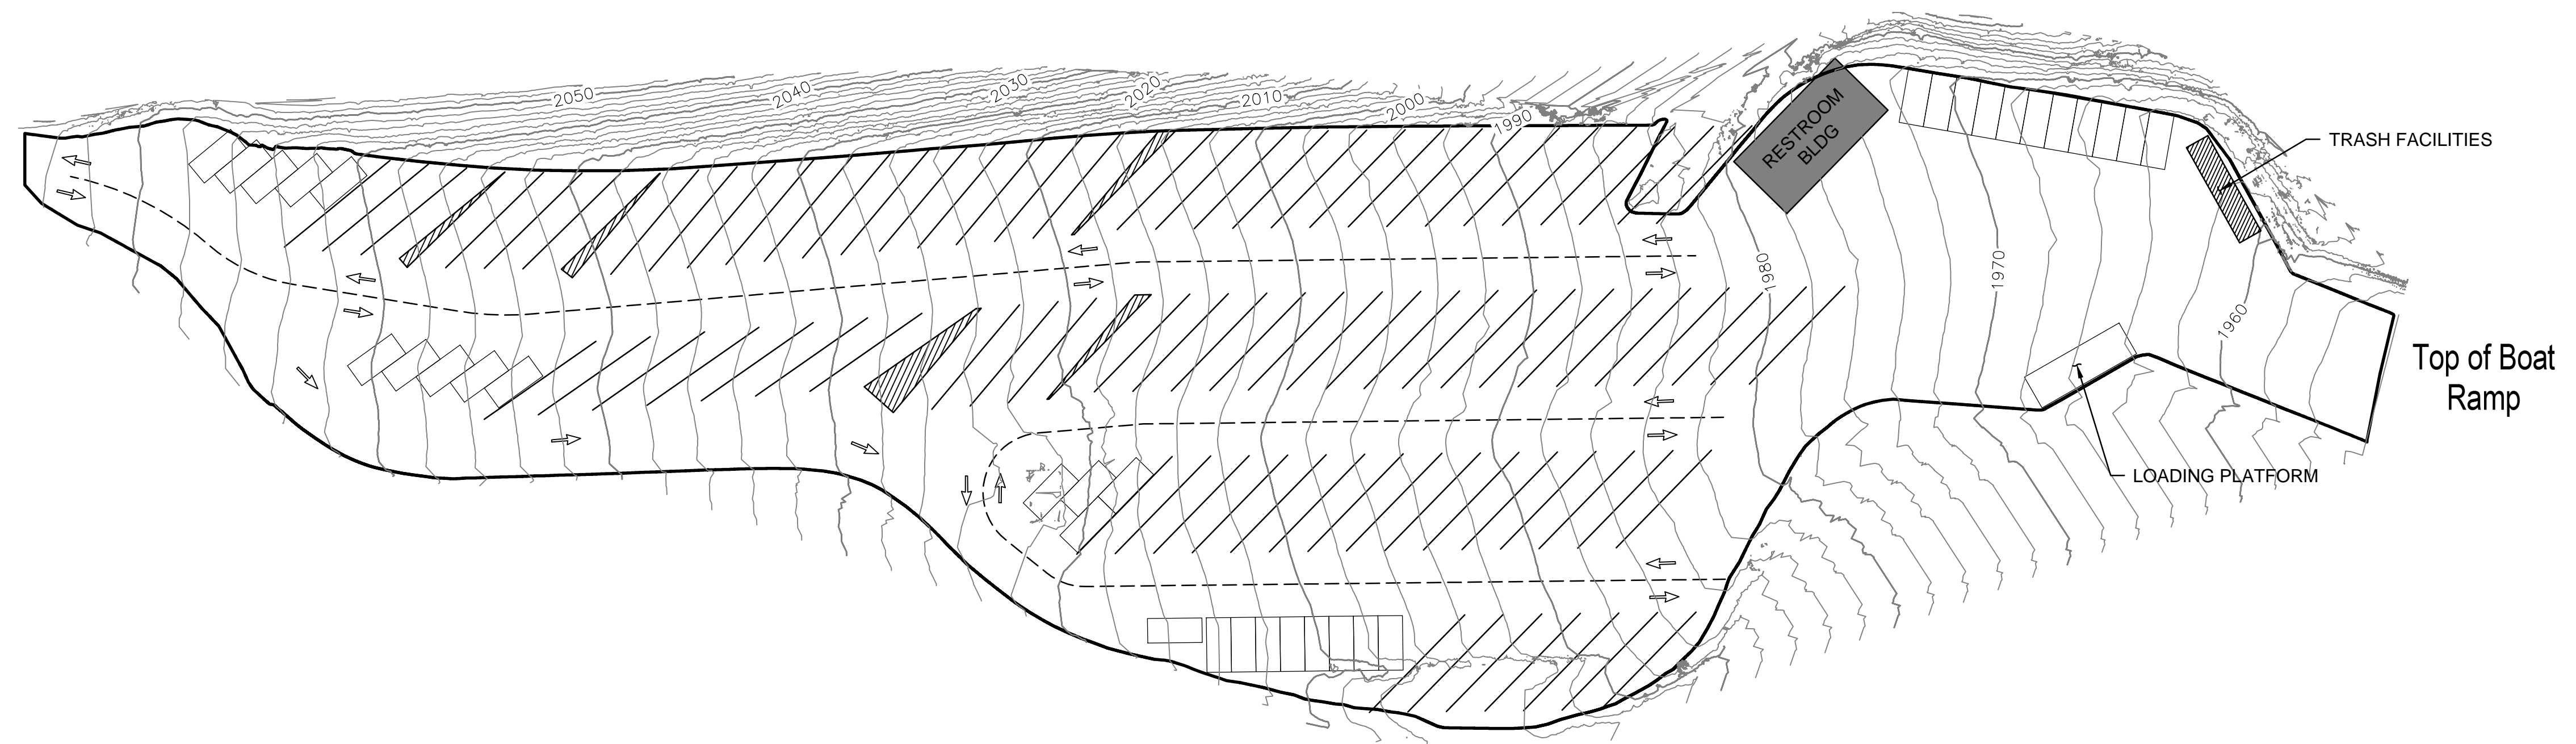 2050
2040
2030
2020
2010
2000
1990
RESTROOM
BLDG
TRASH FACILITIES
1980
1970
1960
Top of Boat
Ramp
LOADING PLATFORM